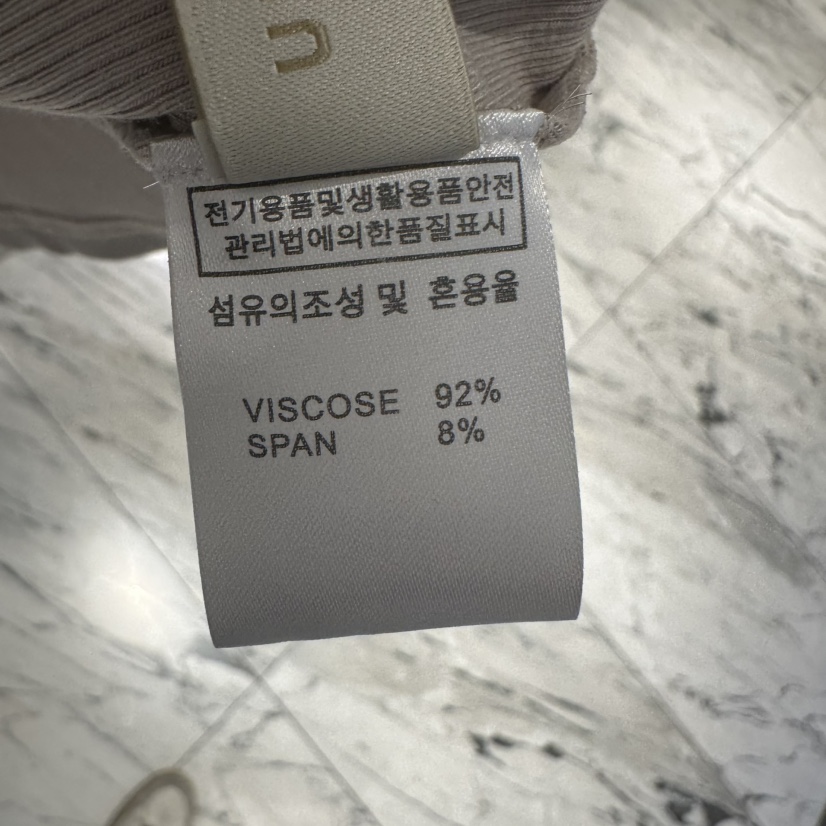 전기용품및생활용품안전
관리법에의한품질표시
섬유의조성 및 혼용율
VISCOSE 92%
SPAN 8%